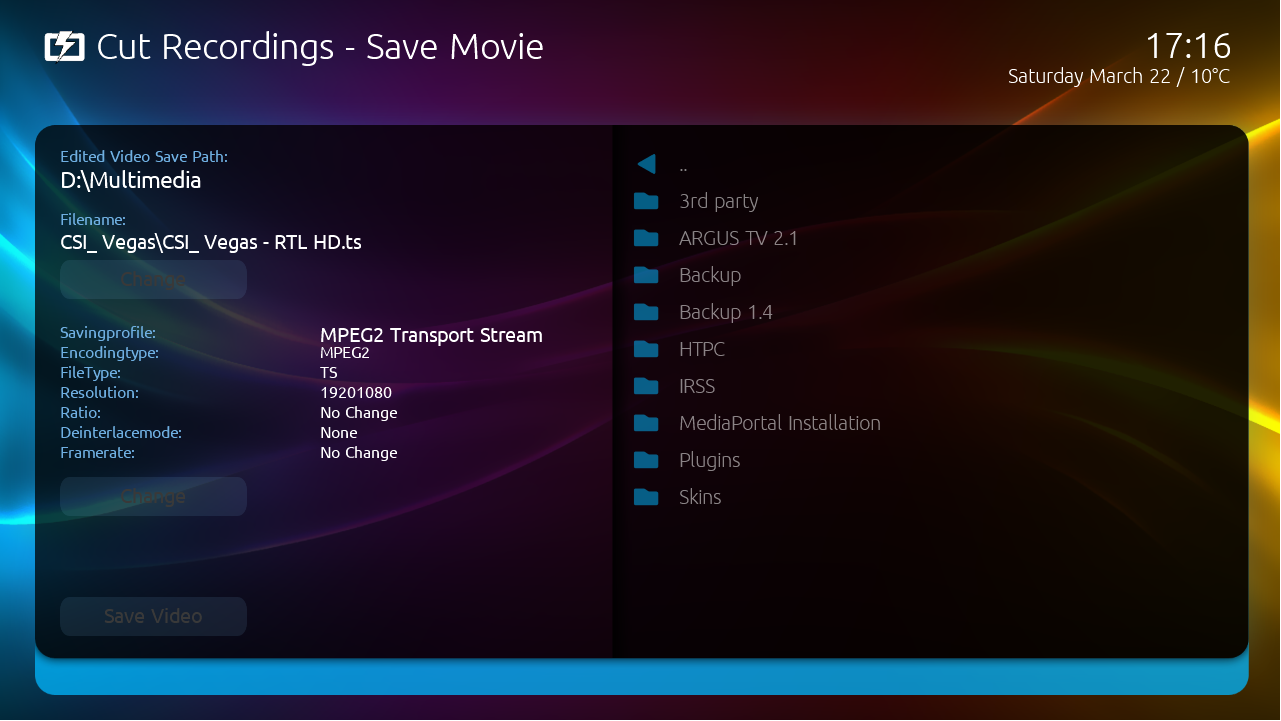 Cut Recordings - Save Movie
17:16
Saturday March 22 / 10°C
Edited Video Save Path:
D:\Multimedia
Filename:
CSI_ Vegas\CSI_ Vegas - RTL HD.ts
Change
Savingprofile: MPEG2 Transport Stream
Encodingtype: MPEG2
FileType: TS
Resolution: 19201080
Ratio: No Change
Deinterlacemode: None
Framerate: No Change
Change
Save Video
..
3rd party
ARGUS TV 2.1
Backup
Backup 1.4
HTPC
IRSS
MediaPortal Installation
Plugins
Skins